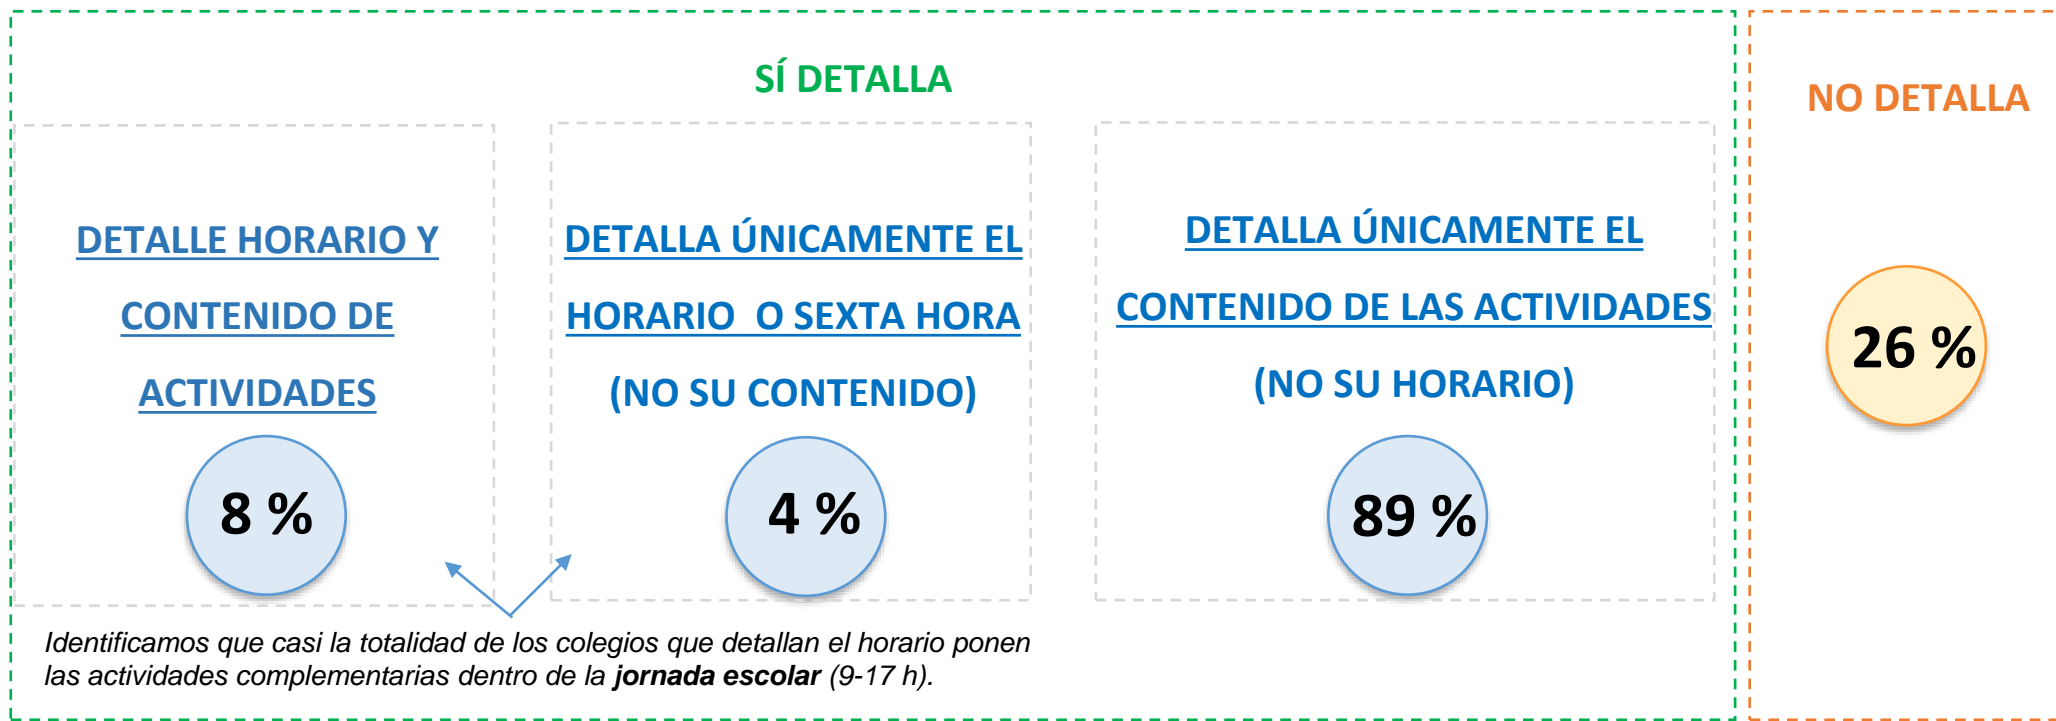 SÍ DETALLA
NO DETALLA
DETALLE HORARIO Y
CONTENIDO DE
ACTIVIDADES
8 %
DETALLA ÚNICAMENTE EL
HORARIO O SEXTA HORA
(NO SU CONTENIDO)
4 %
DETALLA ÚNICAMENTE EL
CONTENIDO DE LAS ACTIVIDADES
(NO SU HORARIO)
89 %
26 %
Identificamos que casi la totalidad de los colegios que detallan el horario ponen
las actividades complementarias dentro de la jornada escolar (9-17 h).